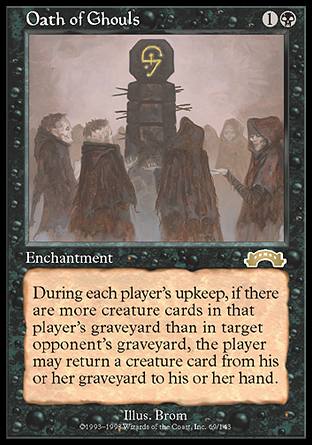 Oath of Ghouls 1
Enchantment
During each player's upkeep, if there
are more creature cards in that
player's graveyard than in target
opponent's graveyard, the player
may return a creature card from his
or her graveyard to his or her hand.
Illus. Brom
©1993–1998 Wizards of the Coast, Inc. 69/143